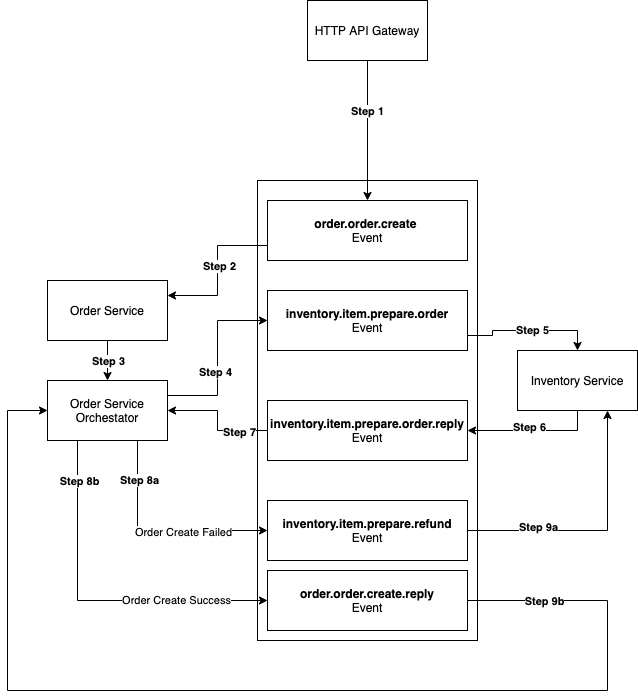 HTTP API Gateway
Step 1
order.order.create
Event
Step 2
Order Service
inventory.item.prepare.order
Event
Step 5
Step 3
Step 4
Inventory Service
Order Service
Orchestrator
inventory.item.prepare.order.reply
Event
Step 7
Step 6
Step 8b
Step 8a
Order Create Failed
inventory.item.prepare.refund
Event
Step 9a
Order Create Success
order.order.create.reply
Event
Step 9b